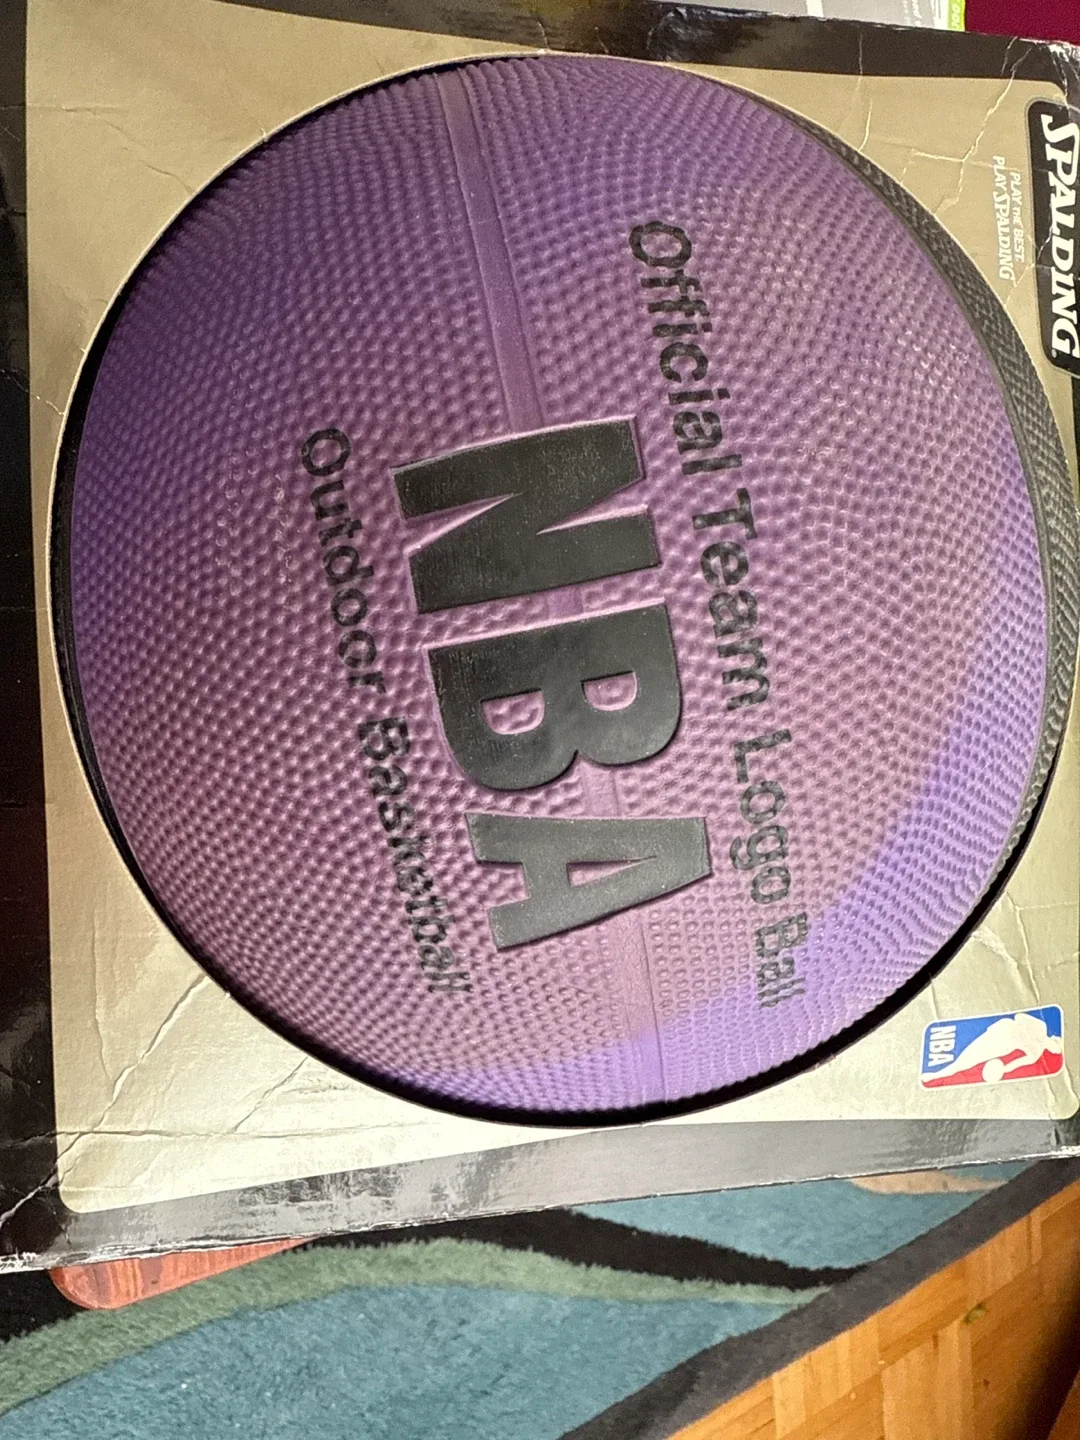 SPALDING
PLAY THE BEST.
PLAY SPALDING
Official Team Logo Ball
NBA
Outdoor Basketball
NBA